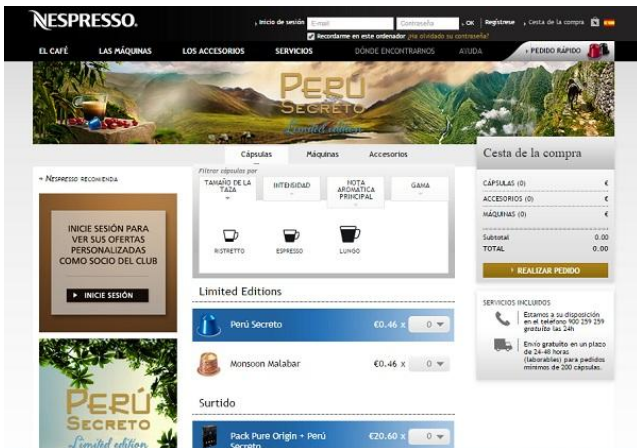 NESPRESSO.
Inicio de sesión E-mail Contraseña OK Regístrese Cesta de la compra
Recordarme en este ordenador ¿Ha olvidado su contraseña?
EL CAFÉ LAS MÁQUINAS LOS ACCESORIOS SERVICIOS DÓNDE ENCONTRARNOS AYUDA PEDIDO RÁPIDO
PERÚ
SECRETO
Limited edition
Cápsulas Máquinas Accesorios
Cesta de la compra
NESPRESSO RECOMIENDA
INICIE SESIÓN PARA
VER SUS OFERTAS
PERSONALIZADAS
COMO SOCIO DEL CLUB
INICIE SESIÓN
Filtrar cápsulas por
TAMAÑO DE LA
TAZA
INTENSIDAD
NOTA
AROMÁTICA
PRINCIPAL
GAMA
RISTRETTO ESPRESSO LUNGO
Limited Editions
Perú Secreto €0.46 x 0
Monsoon Malabar €0.46 x 0
Surtido
Pack Pure Origin + Perú
Secreto
€20.60 x 0
CÁPSULAS (0) €
ACCESORIOS (0) €
MÁQUINAS (0) €
Subtotal 0.00
TOTAL 0.00
REALIZAR PEDIDO
SERVICIOS INCLUIDOS
Estamos a su disposición
en el teléfono 900 259 259
gratuito las 24h
Envío gratuito en un plazo
de 24-48 horas
(laborables) para pedidos
mínimos de 200 cápsulas.
PERÚ
SECRETO
Limited edition